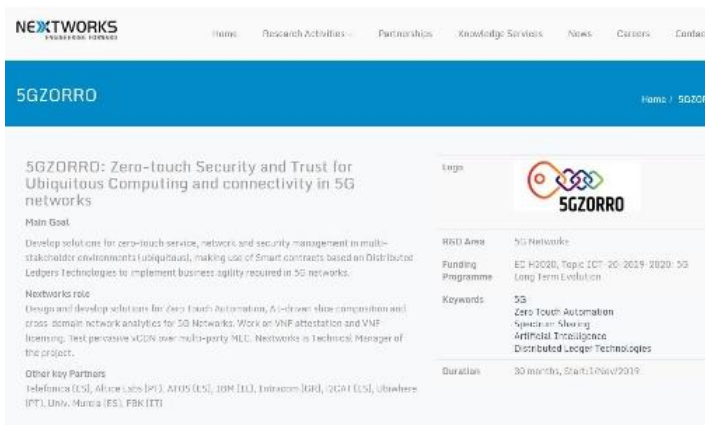 NEXTWORKS
ENGINEERING FORWARD
Home Research Activities Partnerships Knowledge Services News Careers Contac
5GZORRO
Home / 5GZOR
5GZORRO: Zero-touch Security and Trust for
Ubiquitous Computing and connectivity in 5G
networks
Main Goal
Develop solutions for zero-touch service, network and security management in multi-
stakeholder environments (ubiquitous), making use of Smart contracts based on Distributed
Ledgers Technologies to implement business agility required in 5G networks.
Nextworks role
Design and develop solutions for Zero Touch Automation, AI-driven slice composition and
cross-domain network analytics for 5G Networks. Work on VNF attestation and VNF
licensing. Test pervasive vCDN over multi-party MEC. Nextworks is Technical Manager of
the project.
Other key Partners
Telefonica (ES), Altice Labs (PT), ATOS (ES), IBM (IL), Intracom (GR), I2CAT (ES), Ubiwhere
(PT), Univ. Murcia (ES), FBK (IT)
Logo
5GZORRO
R&D Area 5G Networks
Funding EC H2020, Topic ICT-20-2019-2020: 5G
Programme Long Term Evolution
Keywords 5G
Zero Touch Automation
Spectrum Sharing
Artificial Intelligence
Distributed Ledger Technologies
Duration 30 months, Start:1/Nov/2019